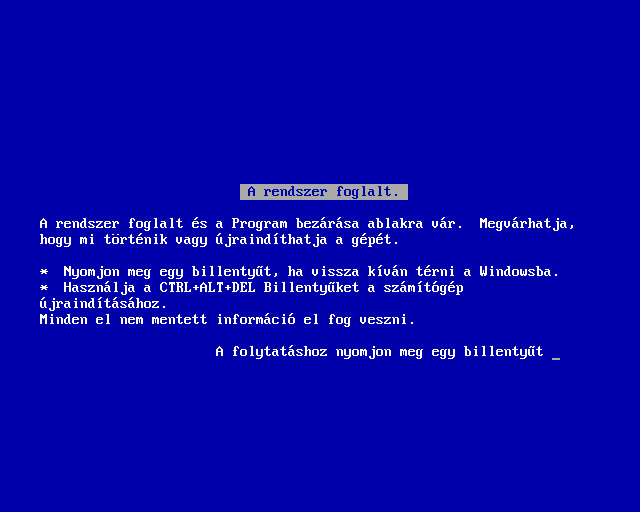 A rendszer foglalt.
A rendszer foglalt és a Program bezárása ablakra vár.  Megvárhatja,
hogy mi történik vagy újraindíthatja a gépét.
*  Nyomjon meg egy billentyűt, ha vissza kíván térni a Windowsba.
*  Használja a CTRL+ALT+DEL Billentyűket a számítógép
újraindításához.
Minden el nem mentett információ el fog veszni.
A folytatáshoz nyomjon meg egy billentyűt _